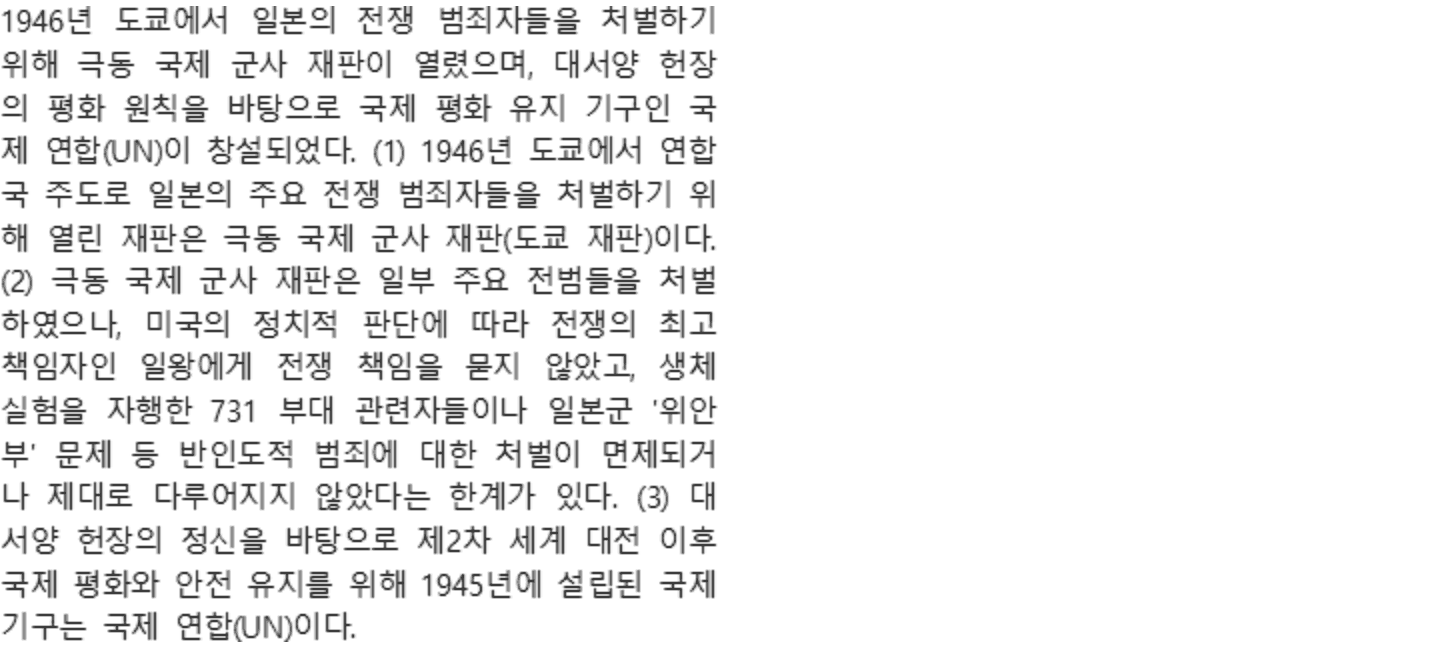 1946년 도쿄에서 일본의 전쟁 범죄자들을 처벌하기
위해 극동 국제 군사 재판이 열렸으며, 대서양 헌장
의 평화 원칙을 바탕으로 국제 평화 유지 기구인 국
제 연합(UN)이 창설되었다. (1) 1946년 도쿄에서 연합
국 주도로 일본의 주요 전쟁 범죄자들을 처벌하기 위
해 열린 재판은 극동 국제 군사 재판(도쿄 재판)이다.
(2) 극동 국제 군사 재판은 일부 주요 전범들을 처벌
하였으나, 미국의 정치적 판단에 따라 전쟁의 최고
책임자인 일왕에게 전쟁 책임을 묻지 않았고, 생체
실험을 자행한 731 부대 관련자들이나 일본군 '위안
부' 문제 등 반인도적 범죄에 대한 처벌이 면제되거
나 제대로 다루어지지 않았다는 한계가 있다. (3) 대
서양 헌장의 정신을 바탕으로 제2차 세계 대전 이후
국제 평화와 안전 유지를 위해 1945년에 설립된 국제
기구는 국제 연합(UN)이다.